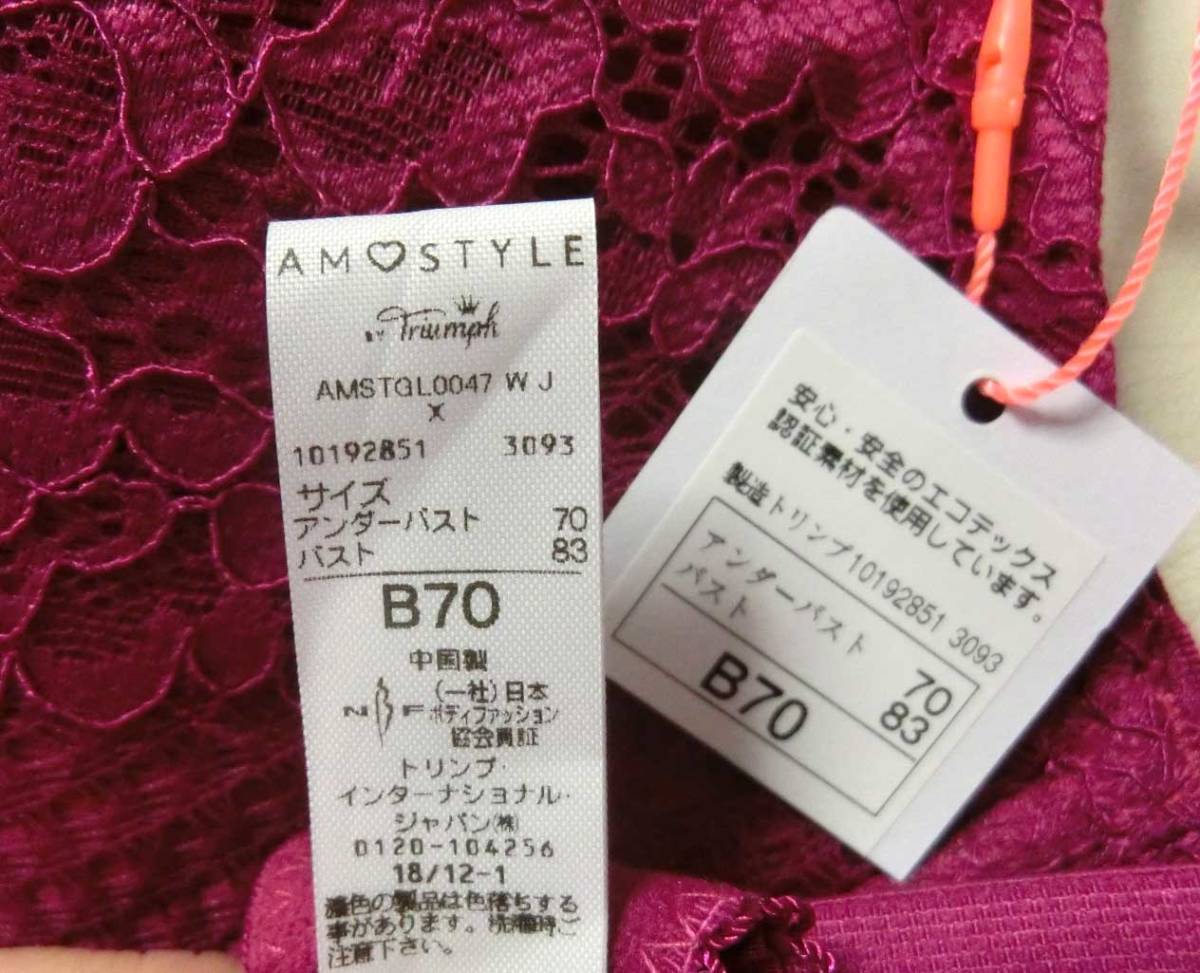 AMOSTYLE
BY Triumph
AMSTGL0047 W J
X
10192851 3093
サイズ
アンダーバスト 70
バスト 83
B70
中国製
NBF (一社)日本
ボディファッション
協会員証
トリンプ・
インターナショナル・
ジャパン(株)
0120-104256
18/12-1
濃色の製品は色落ちする
事があります。洗濯時ご
注意下さい。
安心・安全のエコテックス
認証素材を使用しています。
製造トリンプ10192851 3093
アンダーバスト 70
バスト 83
B70